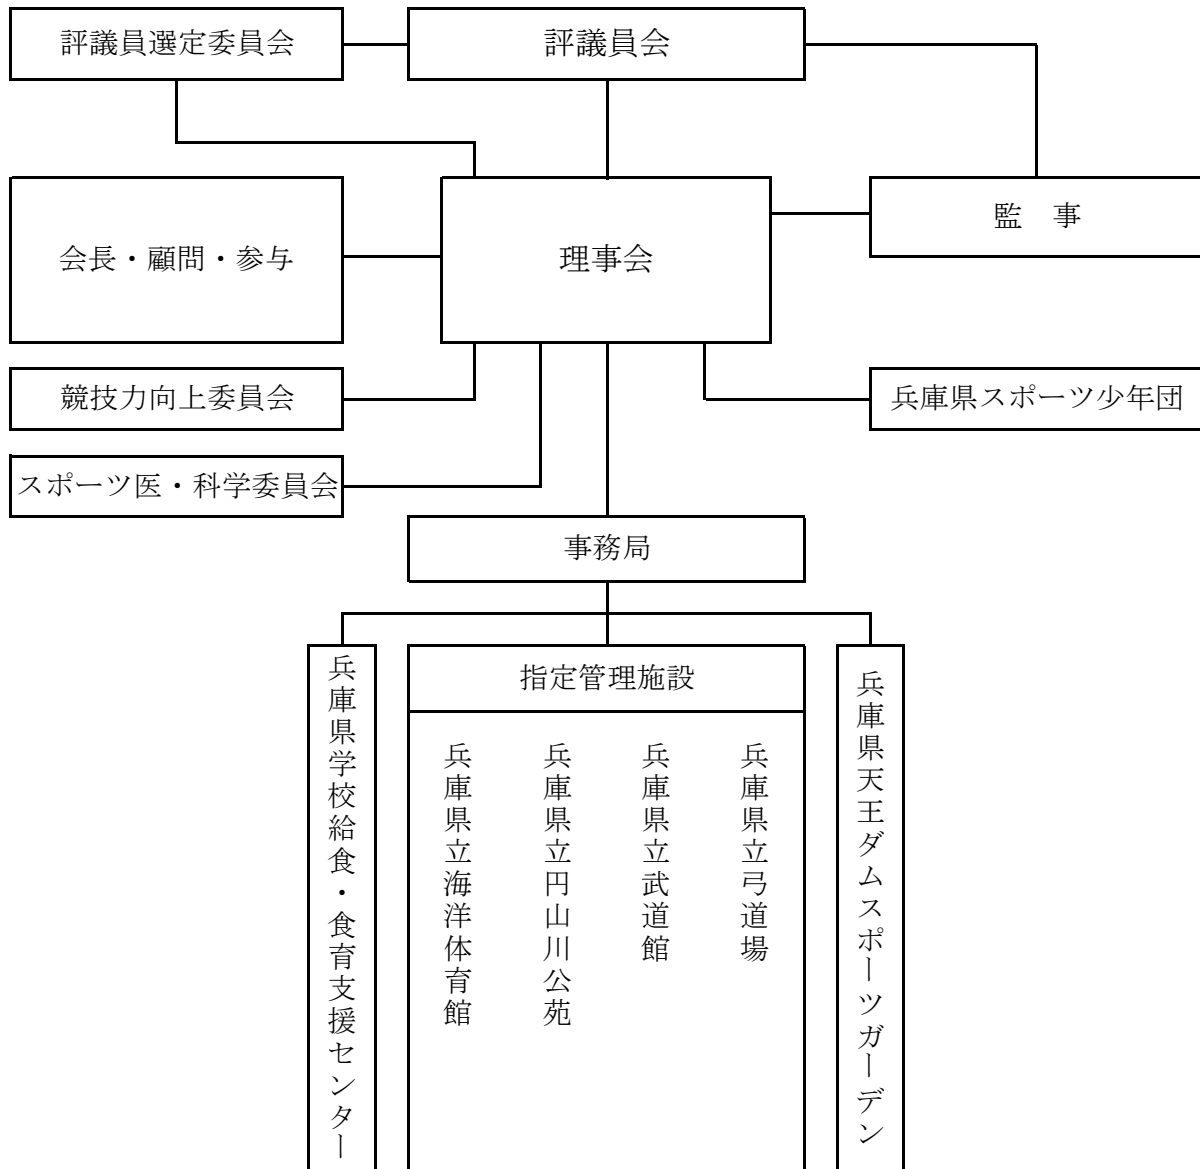 評議員選定委員会
評議員会
会長・顧問・参与
理事会
監　事
競技力向上委員会
兵庫県スポーツ少年団
スポーツ医・科学委員会
事務局
兵庫県学校給食・食育支援センター
指定管理施設
兵庫県立海洋体育館
兵庫県立円山川公苑
兵庫県立武道館
兵庫県立弓道場
兵庫県天王ダムスポーツガーデン